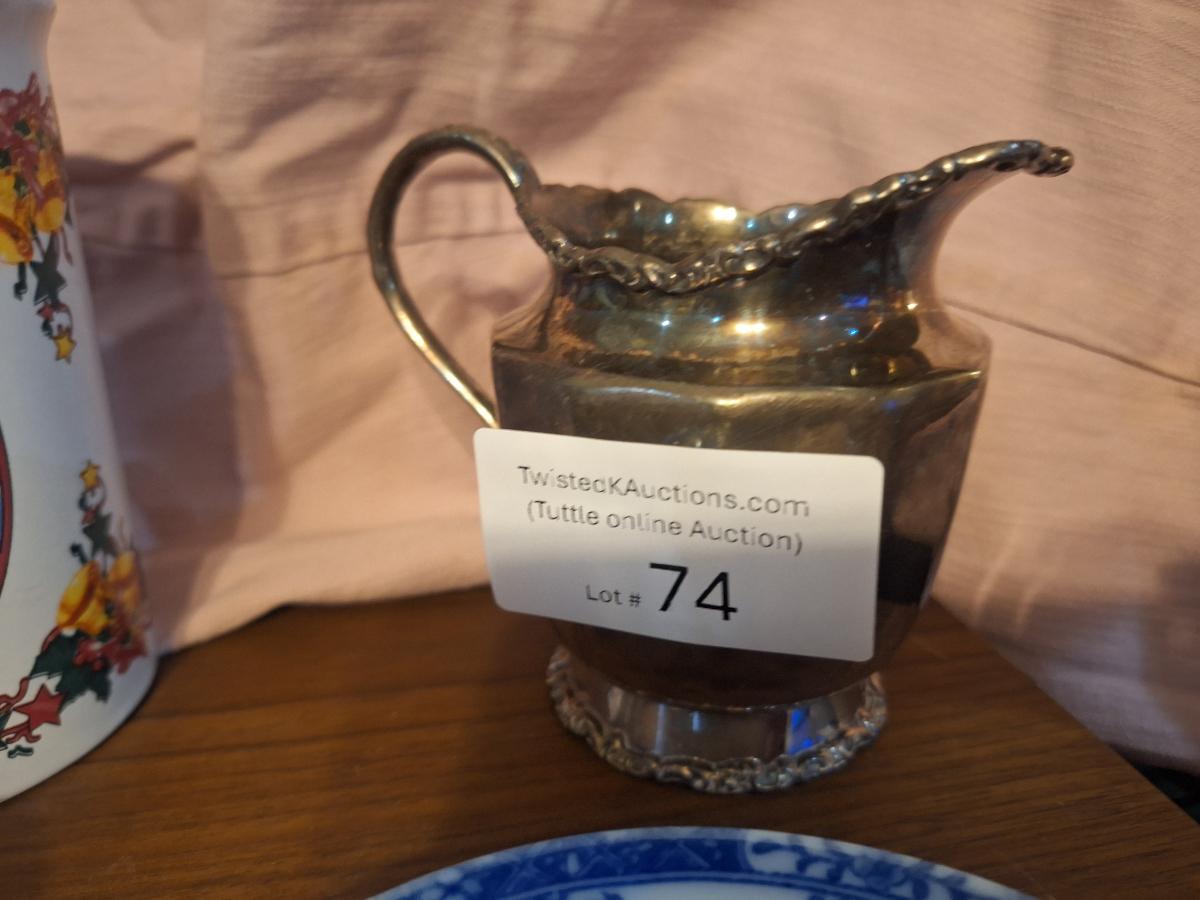 TwistedKAuctions.com
(Tuttle online Auction)
Lot # 74